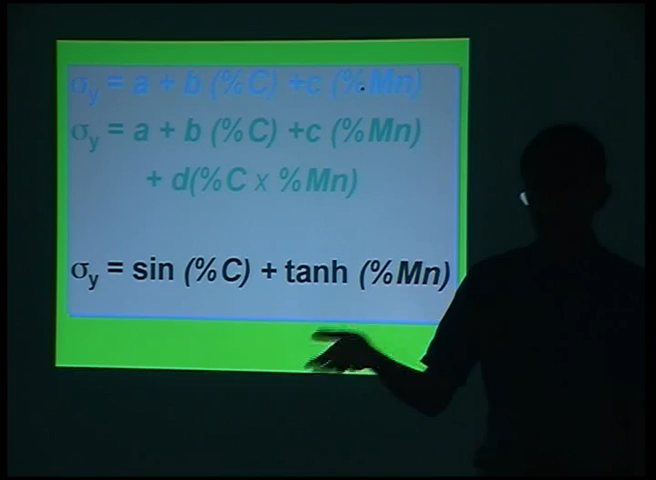 σy = a + b (%C) +c (%Mn)
σy = a + b (%C) +c (%Mn)
+ d(%C x %Mn)
σy = sin (%C) + tanh (%Mn)